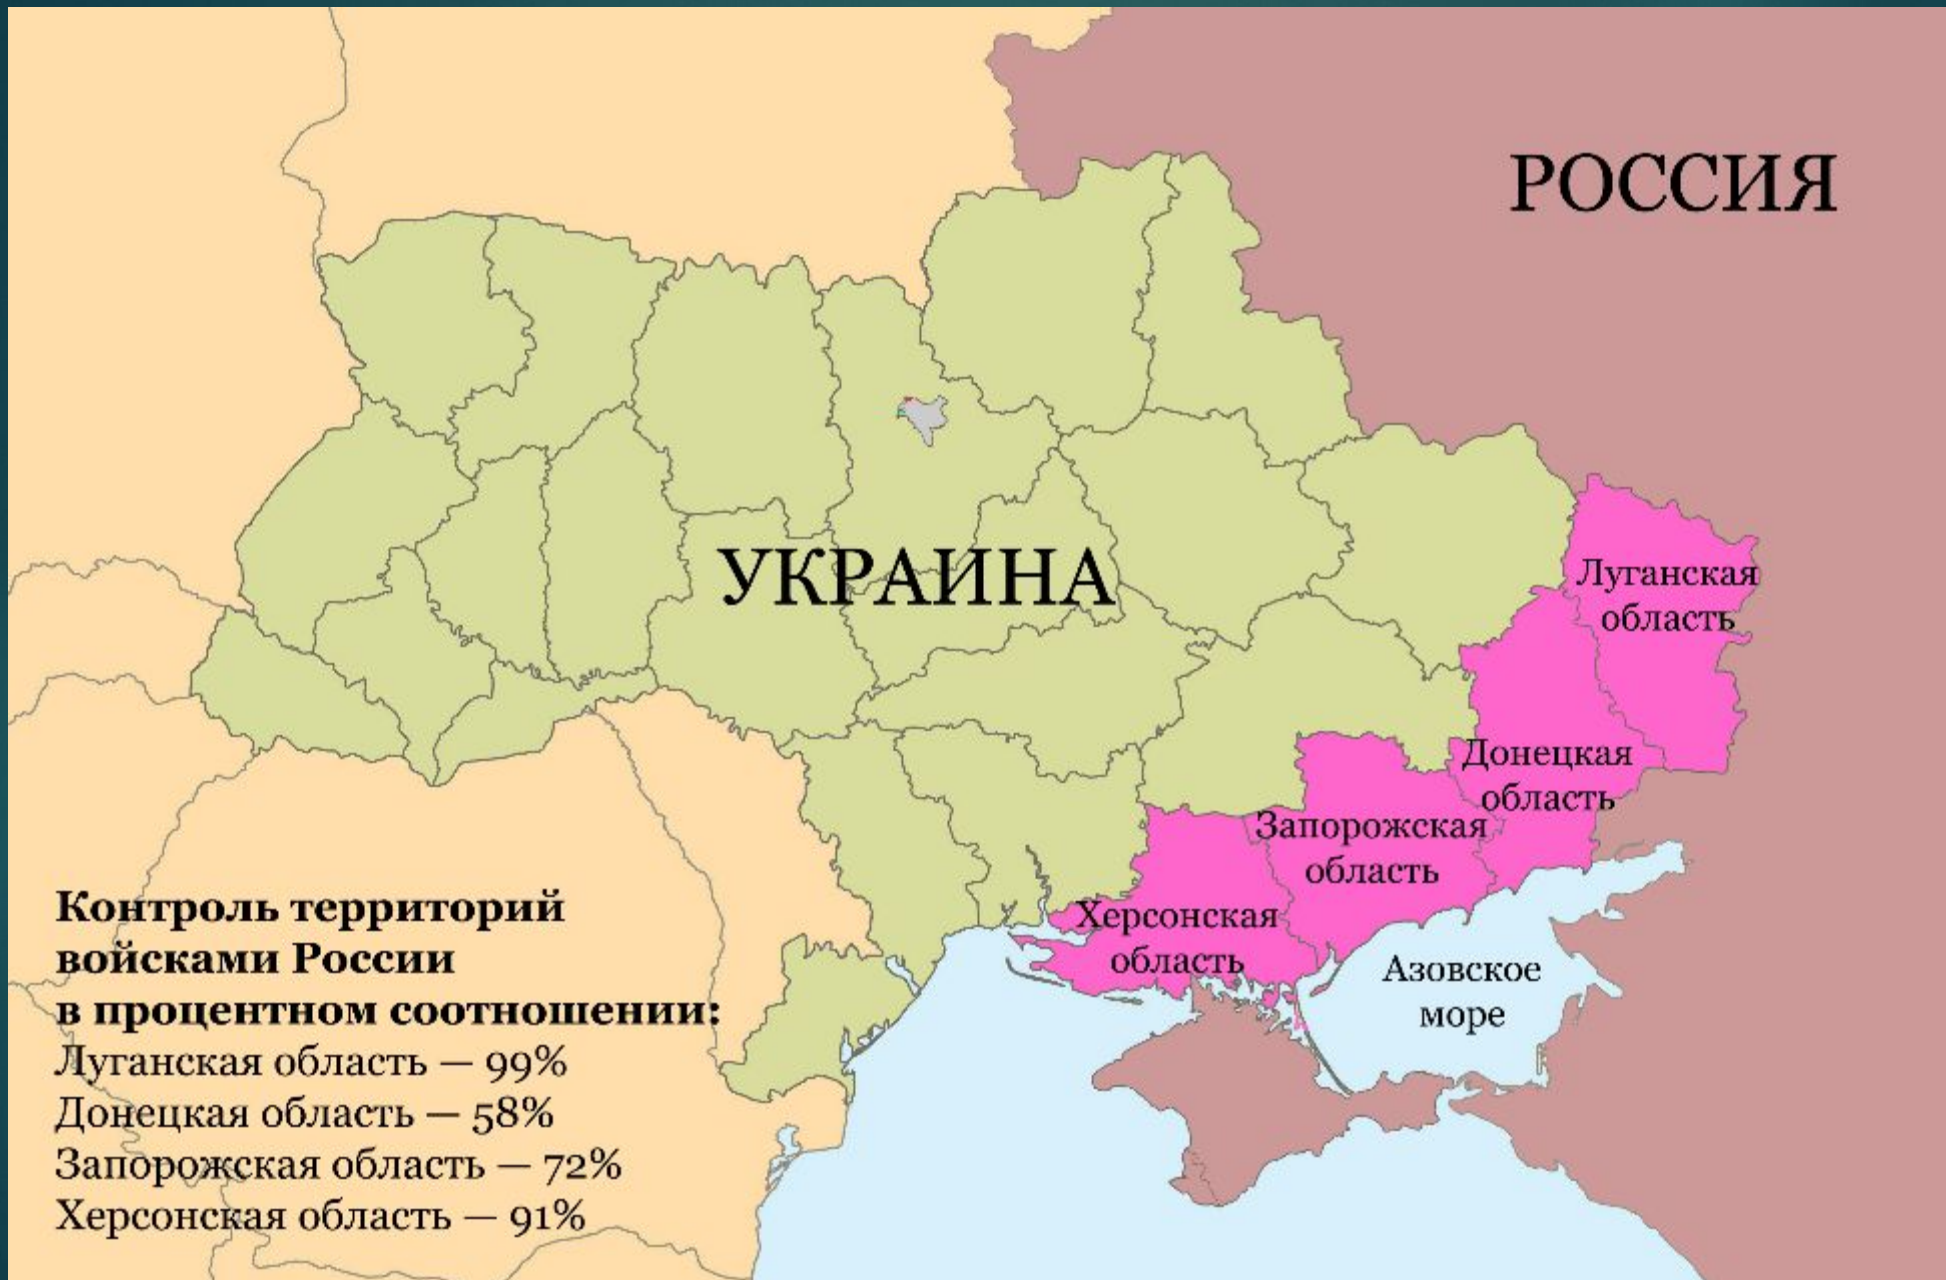 РОССИЯ
УКРАИНА
Луганская
область
Донецкая
область
Запорожская
область
Херсонская
область
Азовское
море
Контроль территорий
войсками России
в процентном соотношении:
Луганская область — 99%
Донецкая область — 58%
Запорожская область — 72%
Херсонская область — 91%